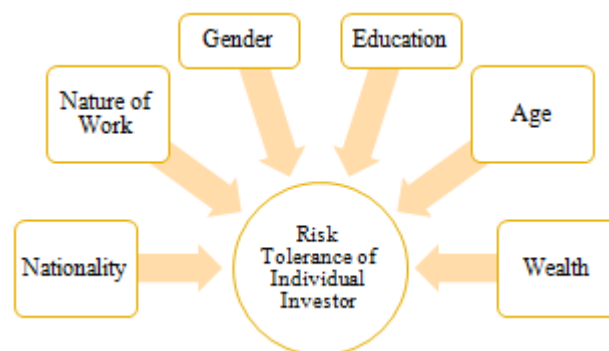 Gender
Education
Nature of
Work
Age
Nationality
Risk
Tolerance of
Individual
Investor
Wealth